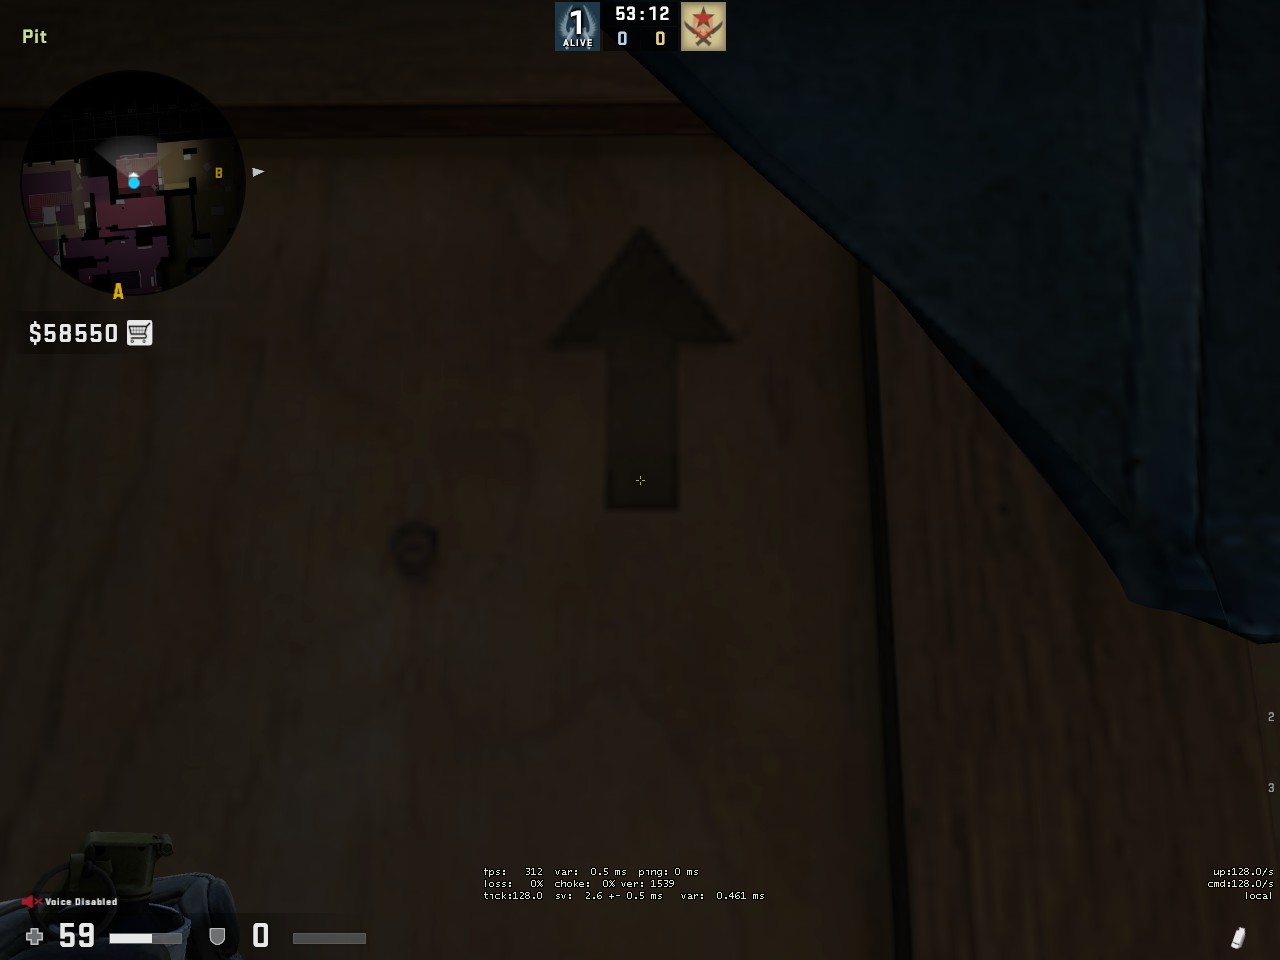 Pit
1
ALIVE
53:12
0 0
B
A
$58550
2
3
fps: 312 var: 0.5 ms ping: 0 ms
loss: 0% choke: 0% ver: 1539
tick:128.0 sv: 2.6 +- 0.5 ms var: 0.461 ms
up:128.0/s
cmd:128.0/s
local
Voice Disabled
59 0